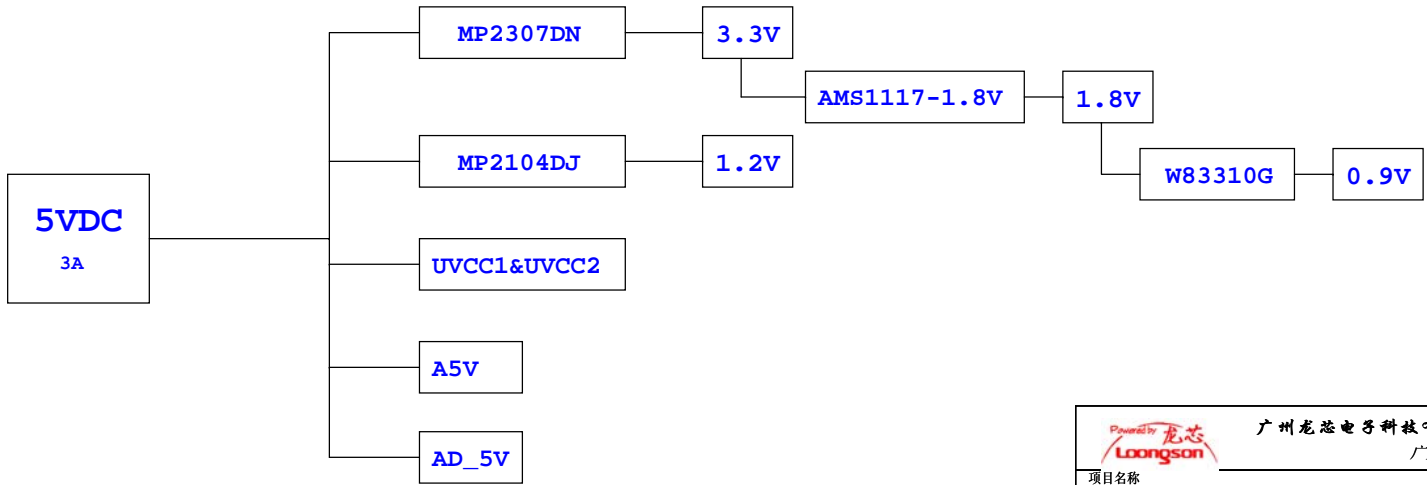 MP2307DN
3.3V
AMS1117-1.8V
1.8V
MP2104DJ
1.2V
W83310G
0.9V
5VDC
3A
UVCC1&UVCC2
A5V
AD_5V
Powered by 龙芯
Loongson
广州龙芯电子科技
广
项目名称